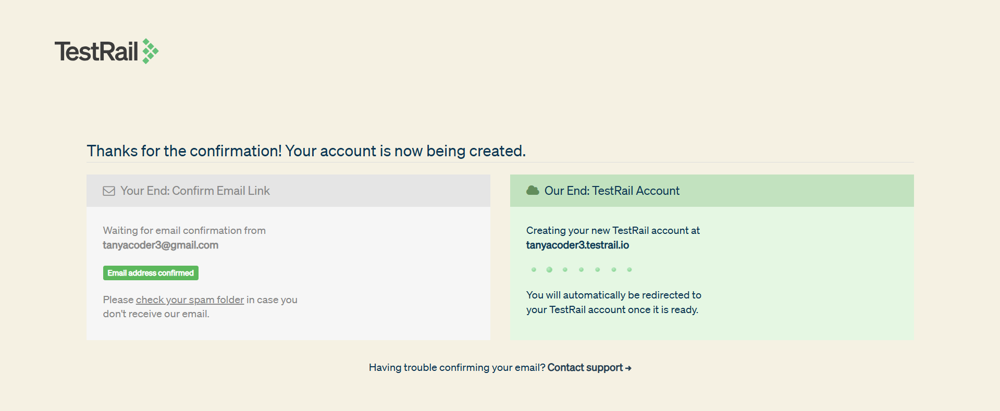 TestRail
Thanks for the confirmation! Your account is now being created.
Your End: Confirm Email Link
Waiting for email confirmation from
tanyacoder3@gmail.com
Email address confirmed
Please check your spam folder in case you
don't receive our email.
Our End: TestRail Account
Creating your new TestRail account at
tanyacoder3.testrail.io
You will automatically be redirected to
your TestRail account once it is ready.
Having trouble confirming your email? Contact support →